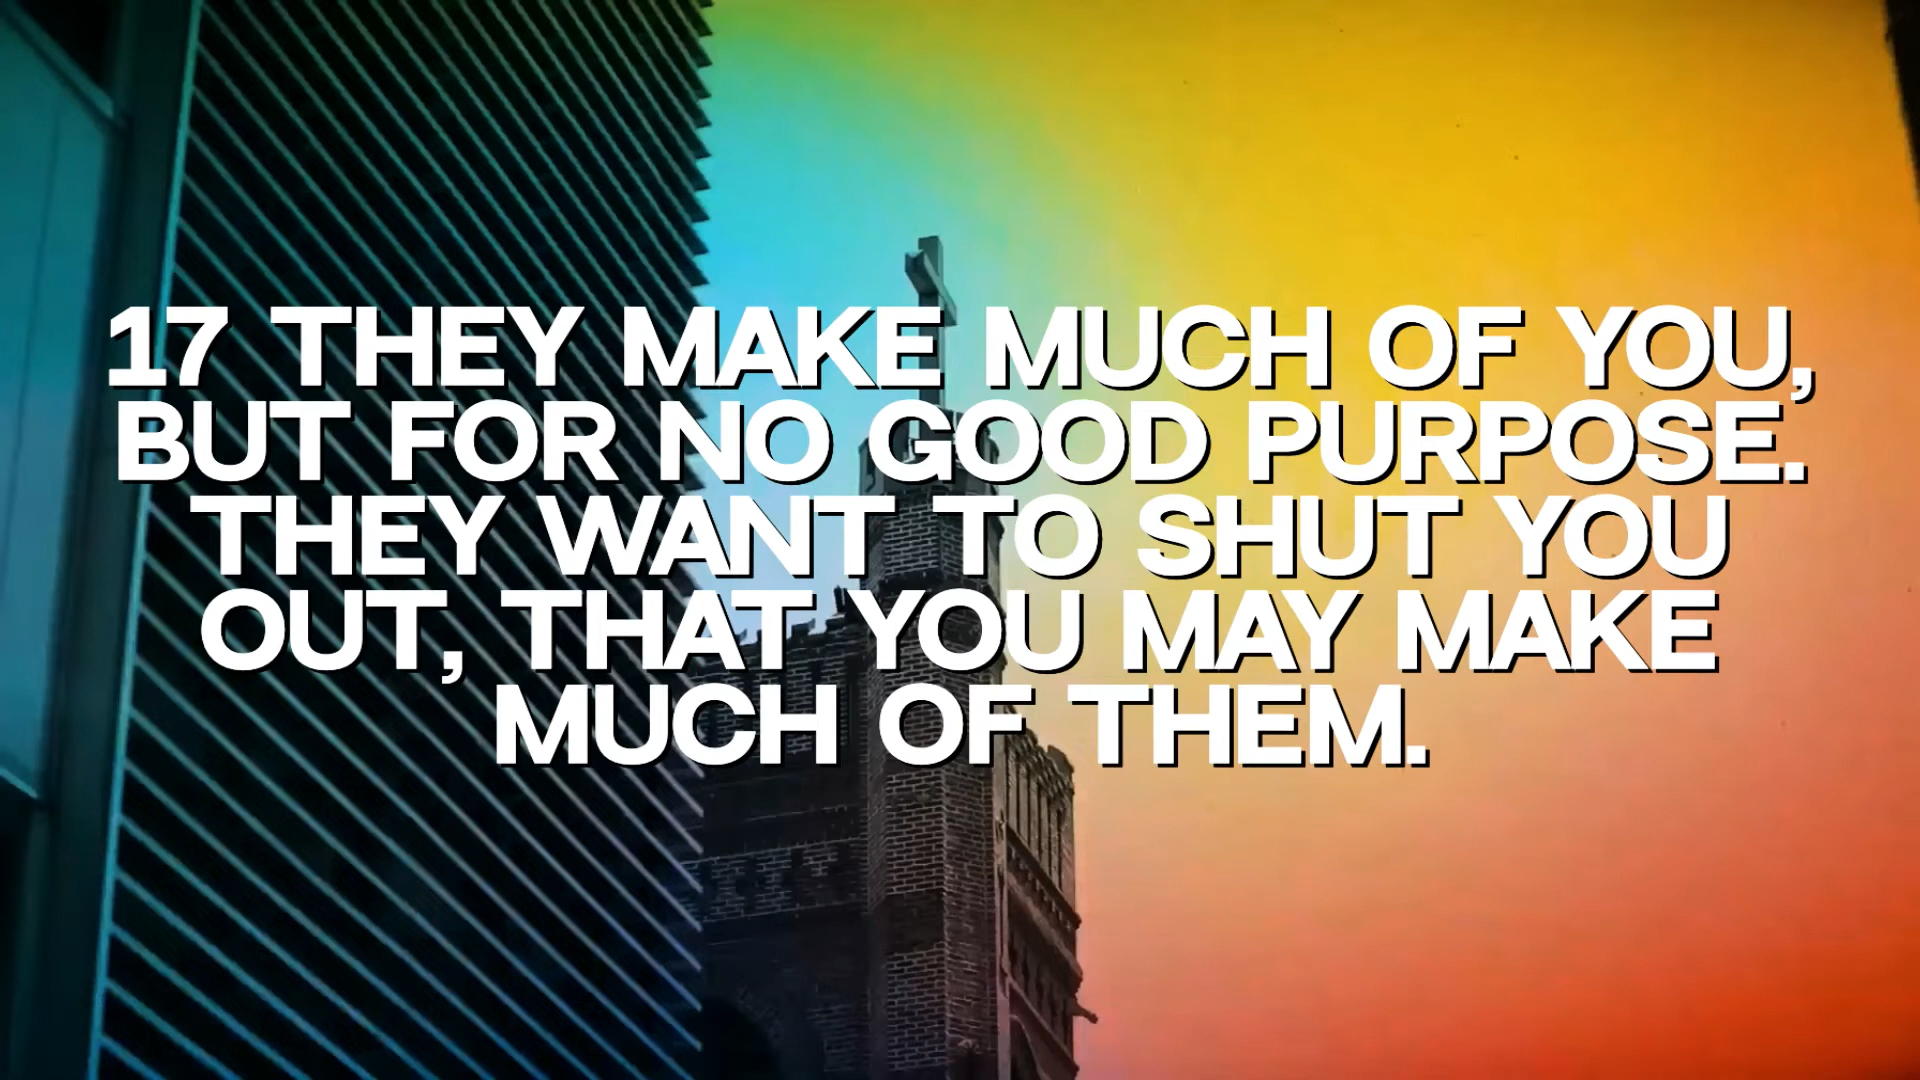 17 THEY MAKE MUCH OF YOU,
BUT FOR NO GOOD PURPOSE.
THEY WANT TO SHUT YOU
OUT, THAT YOU MAY MAKE
MUCH OF THEM.